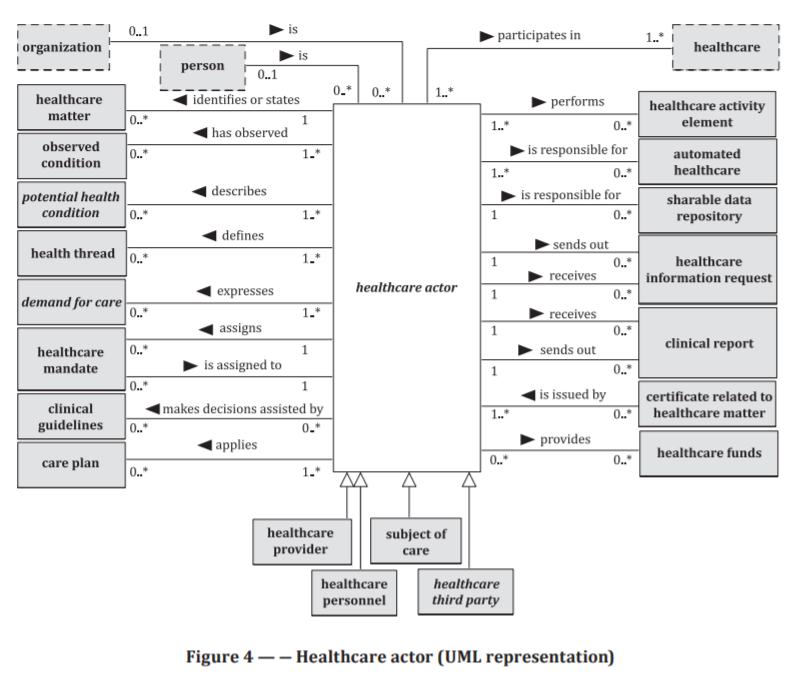 organization
0..1
▶ is
person
▶ is
0..1
0..*
0..*
▶ participates in
1..*
1..*
healthcare
healthcare
matter
◀ identifies or states
0..*
1
observed
condition
◀ has observed
0..*
1..*
potential health
condition
◀ describes
0..*
1..*
health thread
◀ defines
0..*
1..*
demand for care
◀ expresses
0..*
1..*
healthcare
mandate
◀ assigns
0..*
1
▶ is assigned to
0..*
1
clinical
guidelines
◀ makes decisions assisted by
0..*
0..*
care plan
◀ applies
0..*
1..*
healthcare actor
▶ performs
1..*
0..*
healthcare activity
element
▶ is responsible for
1..*
0..*
automated
healthcare
▶ is responsible for
1
0..*
sharable data
repository
▶ sends out
1
0..*
▶ receives
1
0..*
healthcare
information request
▶ receives
1
0..*
▶ sends out
1
0..*
clinical report
◀ is issued by
1..*
0..*
certificate related to
healthcare matter
▶ provides
0..*
0..*
healthcare funds
healthcare
provider
subject of
care
healthcare
personnel
healthcare
third party
Figure 4 — – Healthcare actor (UML representation)